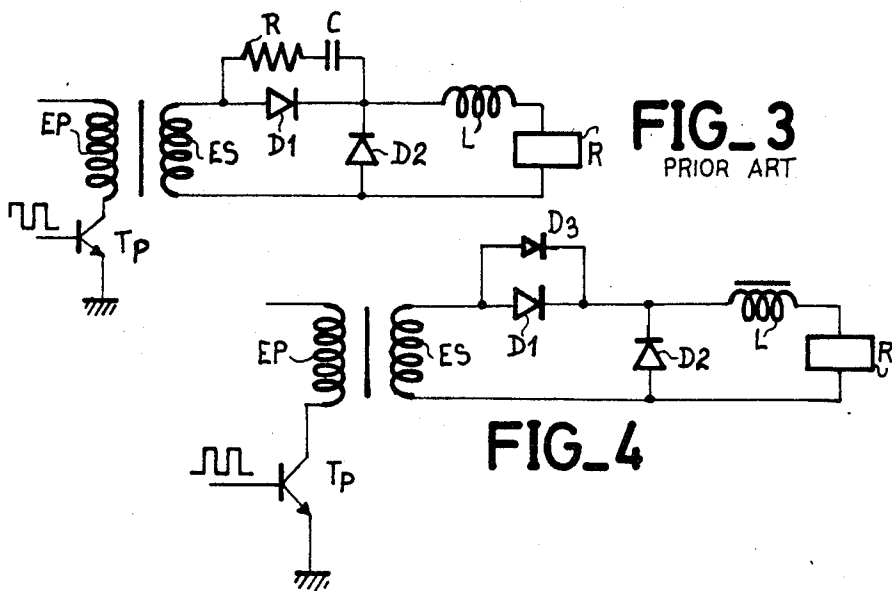 R C
EP ES D1 D2 L R
FIG_3
PRIOR ART
Tp
D3
EP ES D1 D2 L R
FIG_4
Tp